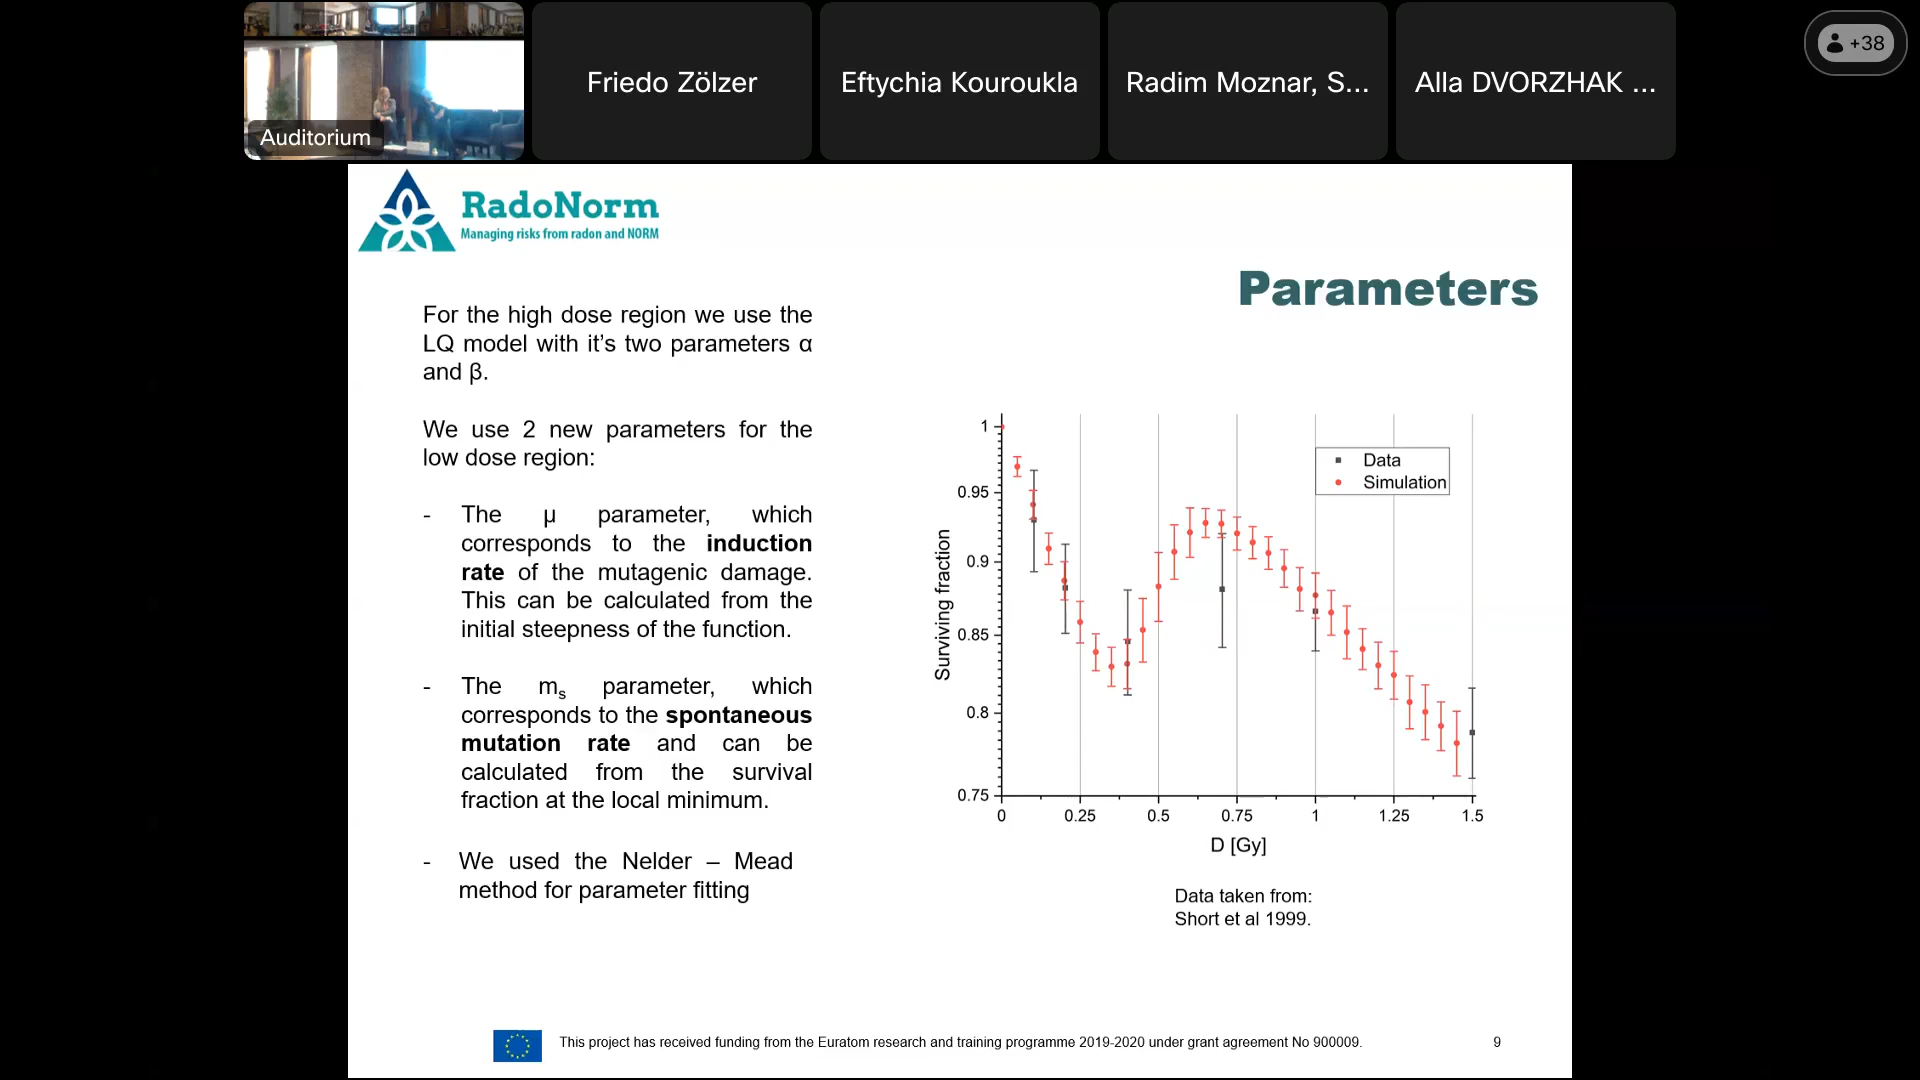 Auditorium
Friedo Zölzer
Eftychia Kouroukla
Radim Moznar, S...
Alla DVORZHAK ...
+38
RadoNorm
Managing risks from radon and NORM
Parameters
For the high dose region we use the
LQ model with it’s two parameters α
and β.
We use 2 new parameters for the
low dose region:
- The μ parameter, which
corresponds to the induction
rate of the mutagenic damage.
This can be calculated from the
initial steepness of the function.
- The ms parameter, which
corresponds to the spontaneous
mutation rate and can be
calculated from the survival
fraction at the local minimum.
- We used the Nelder – Mead
method for parameter fitting
Surviving fraction
1
0.95
0.9
0.85
0.8
0.75
0 0.25 0.5 0.75 1 1.25 1.5
D [Gy]
Data
Simulation
Data taken from:
Short et al 1999.
This project has received funding from the Euratom research and training programme 2019-2020 under grant agreement No 900009.
9